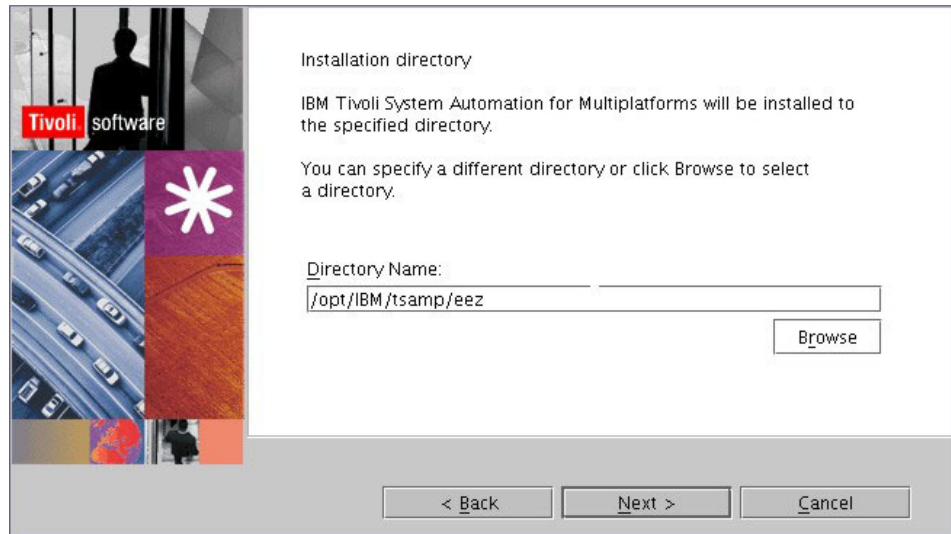 Tivoli. software
Installation directory
IBM Tivoli System Automation for Multiplatforms will be installed to
the specified directory.
You can specify a different directory or click Browse to select
a directory.
Directory Name:
/opt/IBM/tsamp/eez
Browse
< Back
Next >
Cancel